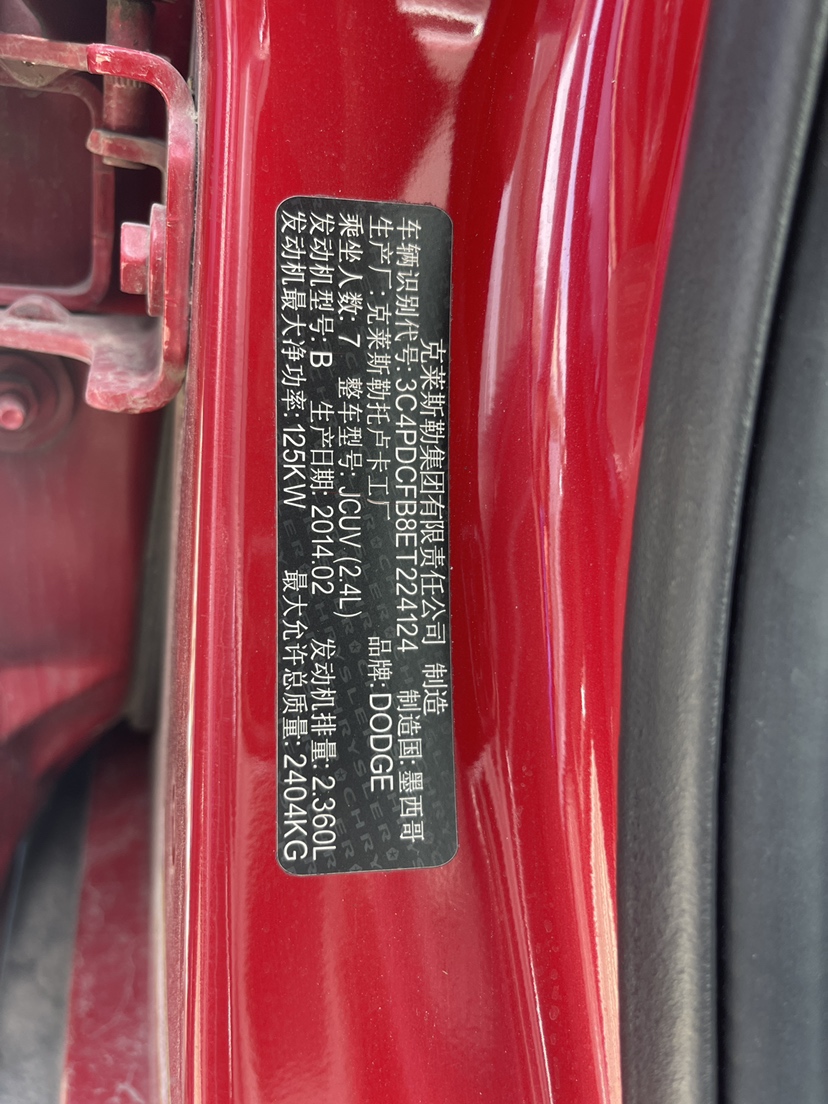 克莱斯勒集团有限责任公司 制造
车辆识别代号: 3C4PDCFB8ET224124 制造国: 墨西哥
生产厂: 克莱斯勒托卢卡工厂 品牌: DODGE
乘坐人数: 7 整车型号: JCUV (2.4L)
发动机型号: B 生产日期: 2014.02 发动机排量: 2.360L
发动机最大净功率: 125KW 最大允许总质量: 2404KG
CHRYSLER